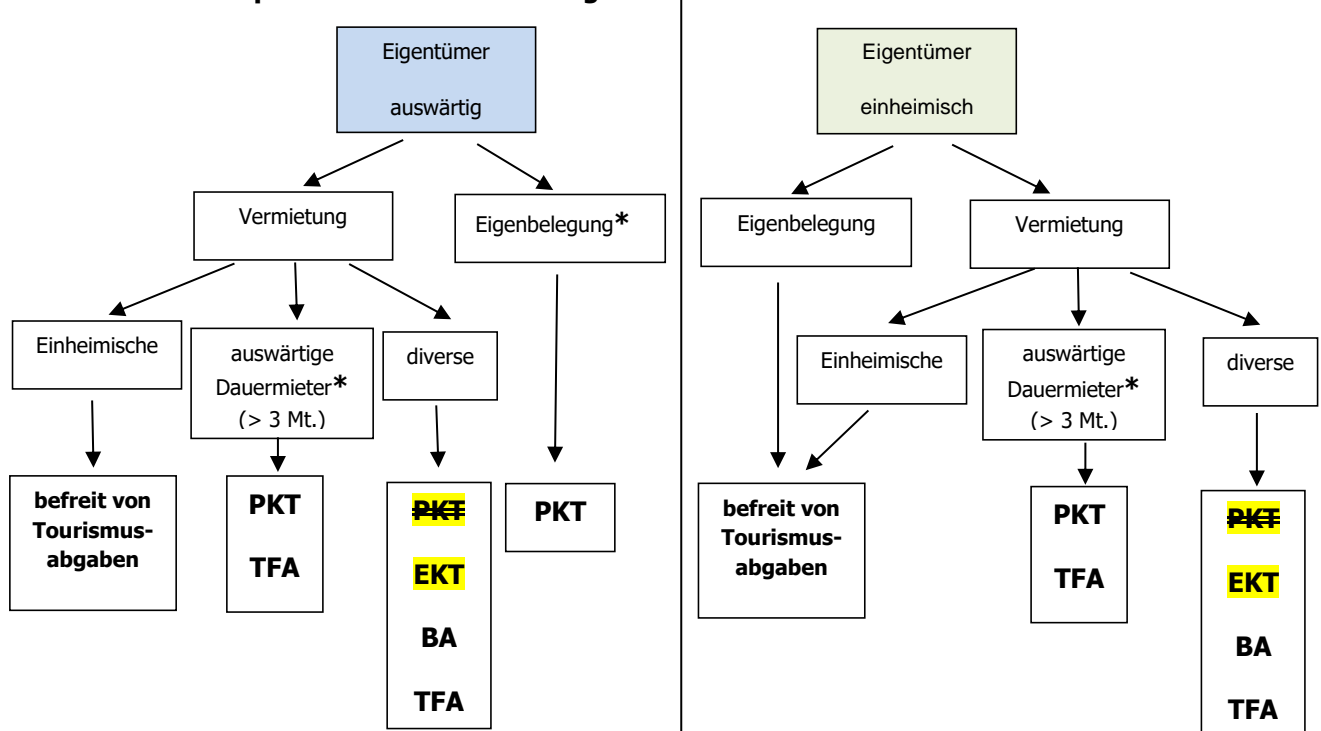 Eigentümer
auswärtig
Vermietung
Eigenbelegung*
Einheimische
auswärtige
Dauermieter*
(> 3 Mt.)
diverse
befreit von
Tourismus-
abgaben
PKT
TFA
PKT
EKT
BA
TFA
PKT
Eigentümer
einheimisch
Eigenbelegung
Vermietung
Einheimische
auswärtige
Dauermieter*
(> 3 Mt.)
diverse
befreit von
Tourismus-
abgaben
PKT
TFA
PKT
EKT
BA
TFA